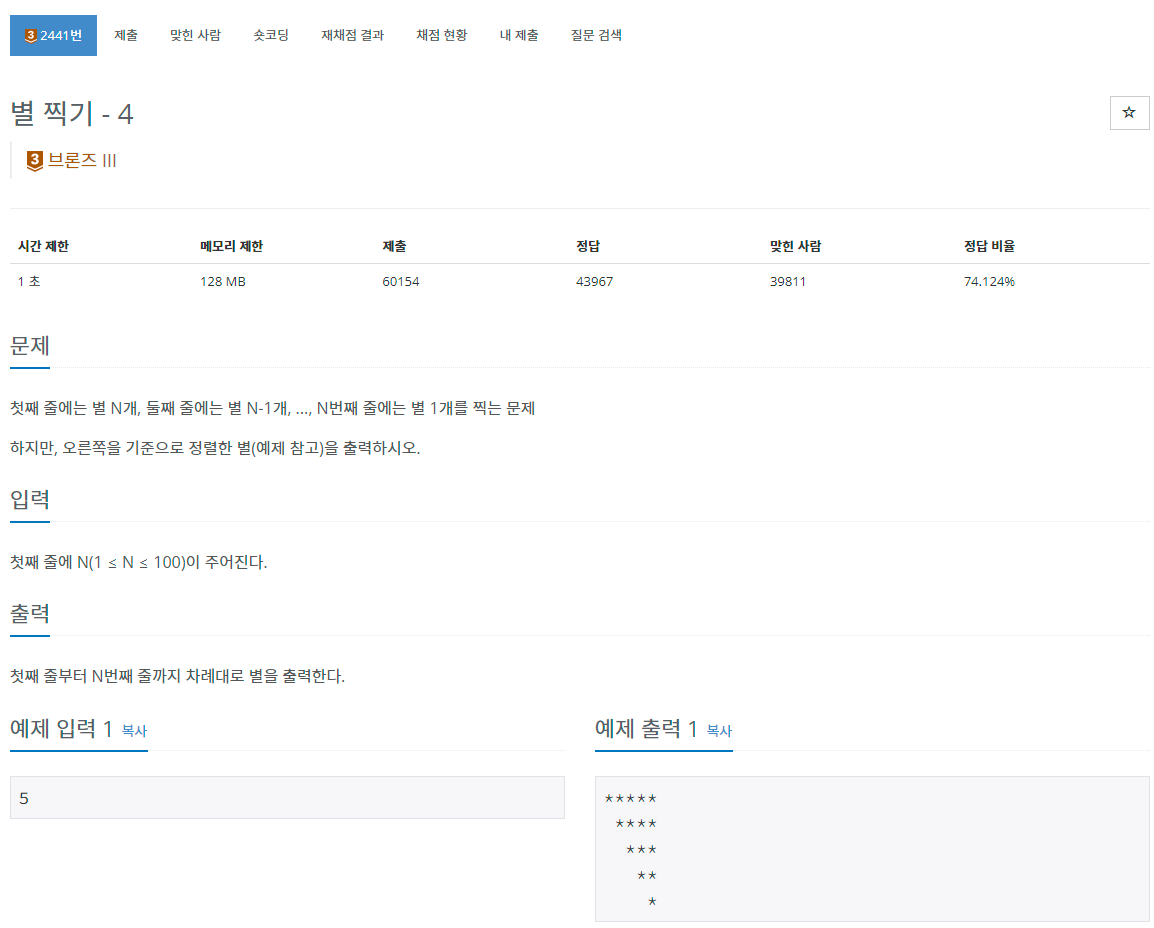 3 2441번 제출 맞힌 사람 숏코딩 재채점 결과 채점 현황 내 제출 질문 검색
별 찍기 - 4 ☆
3 브론즈 III
시간 제한 메모리 제한 제출 정답 맞힌 사람 정답 비율
1 초 128 MB 60154 43967 39811 74.124%
문제
첫째 줄에는 별 N개, 둘째 줄에는 별 N-1개, ..., N번째 줄에는 별 1개를 찍는 문제
하지만, 오른쪽을 기준으로 정렬한 별(예제 참고)을 출력하시오.
입력
첫째 줄에 N(1 ≤ N ≤ 100)이 주어진다.
출력
첫째 줄부터 N번째 줄까지 차례대로 별을 출력한다.
예제 입력 1 복사
5
예제 출력 1 복사
*****
 ****
  ***
   **
    *